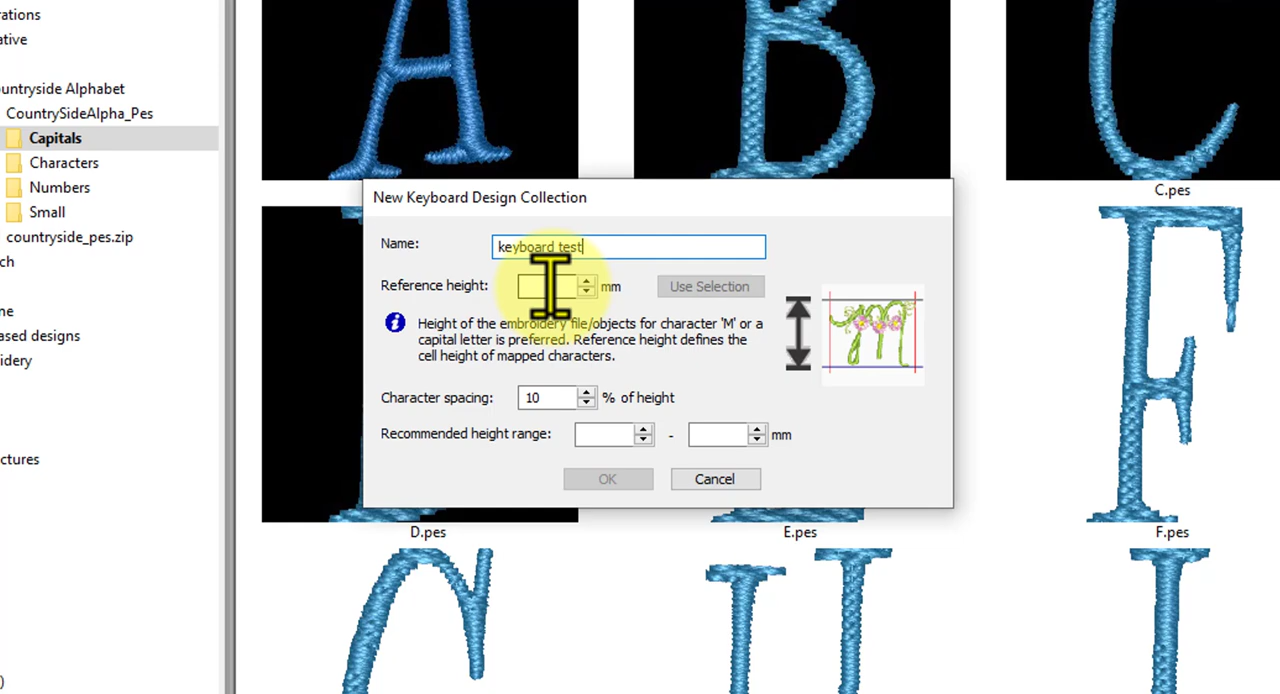 rations
ative
untryside Alphabet
CountrySideAlpha_Pes
Capitals
Characters
Numbers
Small
countryside_pes.zip
ch
me
ased designs
idery
ctures
)
C.pes
D.pes
E.pes
F.pes
New Keyboard Design Collection
Name:
keyboard test
Reference height:
mm
Use Selection
Height of the embroidery file/objects for character 'M' or a
capital letter is preferred. Reference height defines the
cell height of mapped characters.
Character spacing:
10
% of height
Recommended height range:
-
mm
OK
Cancel